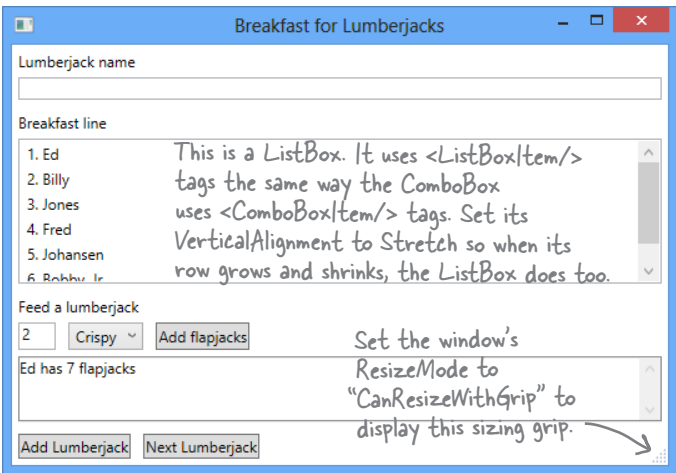 Breakfast for Lumberjacks
Lumberjack name
Breakfast line
1. Ed
2. Billy
3. Jones
4. Fred
5. Johansen
6. Bobby Jr.
This is a ListBox. It uses <ListBoxItem/>
tags the same way the ComboBox
uses <ComboBoxItem/> tags. Set its
VerticalAlignment to Stretch so when its
row grows and shrinks, the ListBox does too.
Feed a lumberjack
2
Crispy
Add flapjacks
Ed has 7 flapjacks
Set the window's
ResizeMode to
"CanResizeWithGrip" to
display this sizing grip.
Add Lumberjack
Next Lumberjack